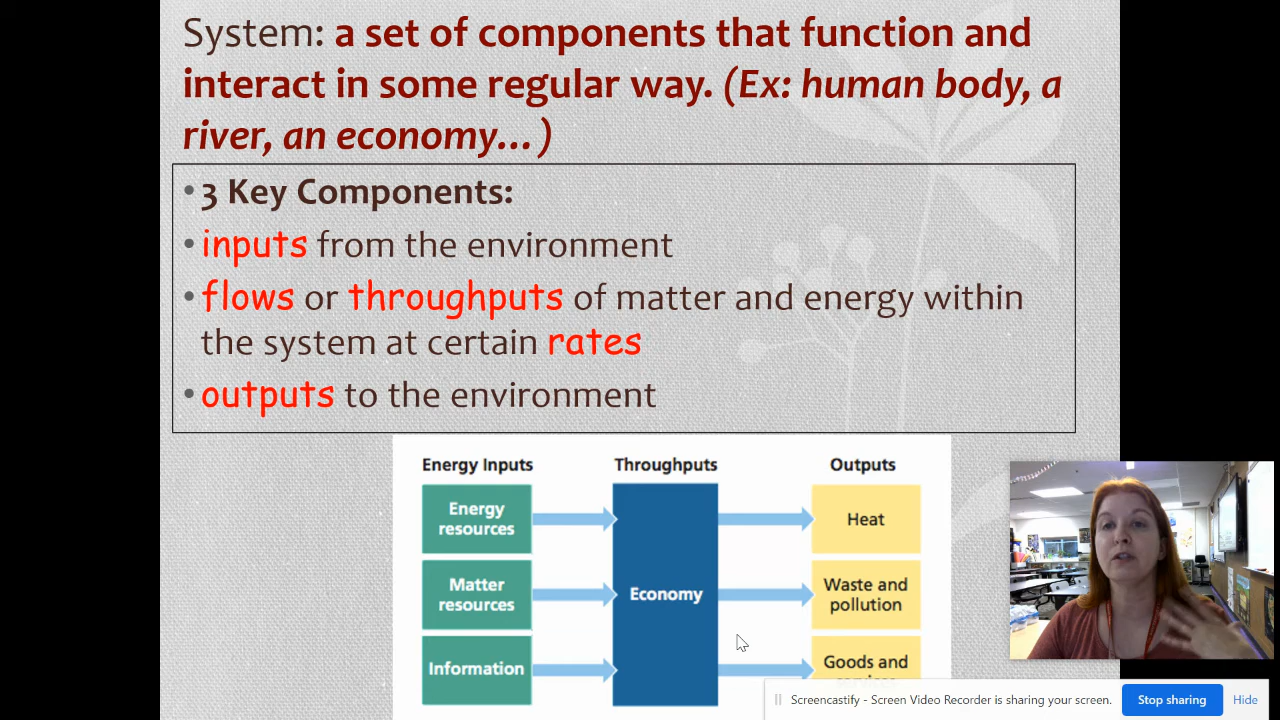 System: a set of components that function and
interact in some regular way. (Ex: human body, a
river, an economy… )
• 3 Key Components:
• inputs from the environment
• flows or throughputs of matter and energy within
the system at certain rates
• outputs to the environment
Energy Inputs Throughputs Outputs
Energy
resources
Heat
Matter
resources
Economy
Waste and
pollution
Information
Goods and
Screencastify - Screen Video Recorder is sharing your screen. Stop sharing Hide